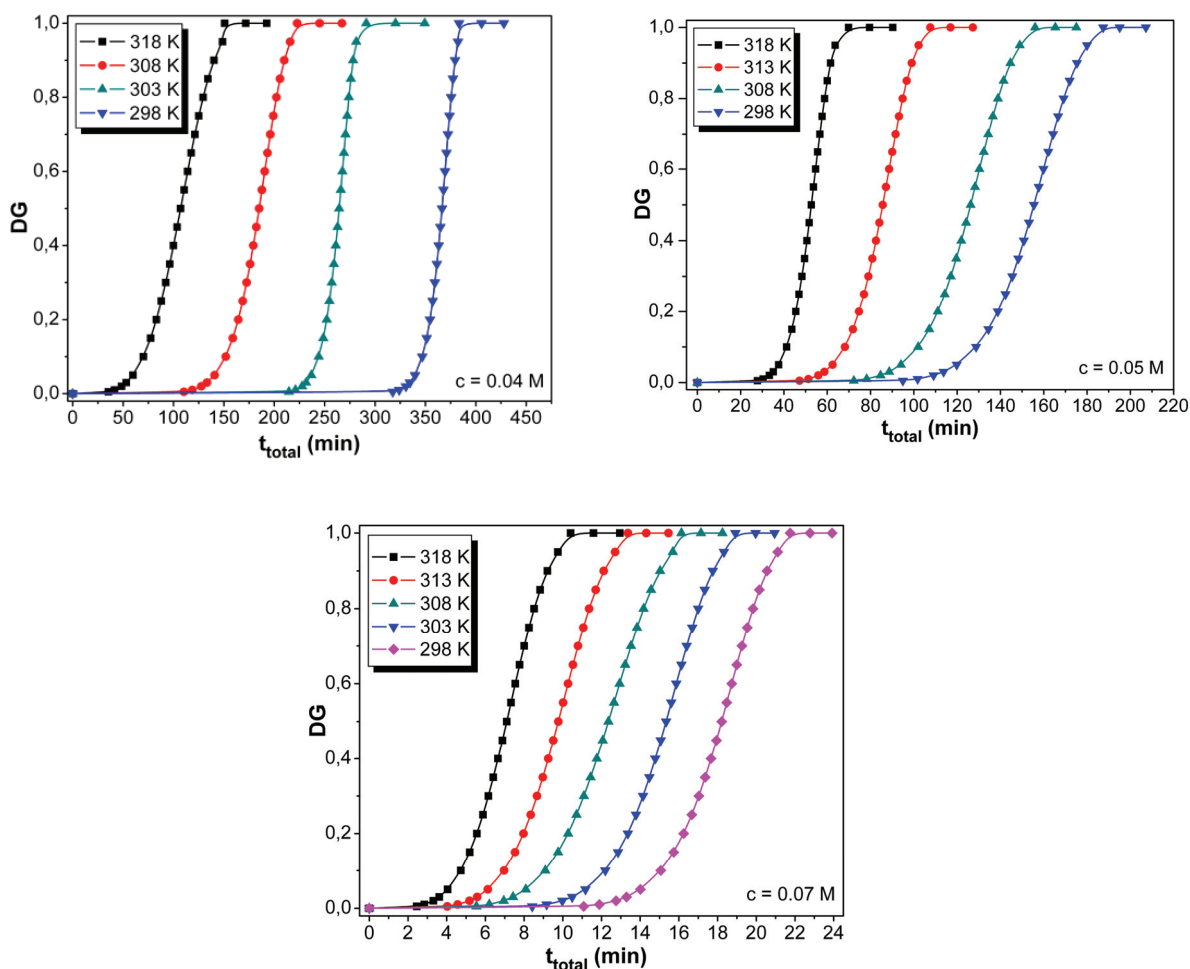 1,0
0,8
0,6
0,4
0,2
0,0
DG
318 K
308 K
303 K
298 K
c = 0.04 M
0 50 100 150 200 250 300 350 400 450
t_total (min)
1,0
0,8
0,6
0,4
0,2
0,0
DG
318 K
313 K
308 K
298 K
c = 0.05 M
0 20 40 60 80 100 120 140 160 180 200 220
t_total (min)
1,0
0,8
0,6
0,4
0,2
0,0
DG
318 K
313 K
308 K
303 K
298 K
c = 0.07 M
0 2 4 6 8 10 12 14 16 18 20 22 24
t_total (min)